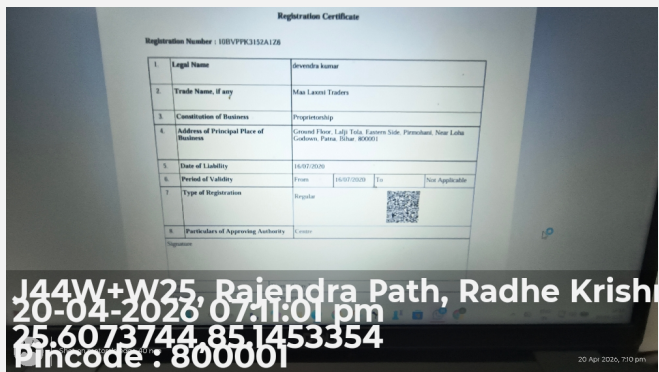 Registration Certificate
Registration Number : 10BVPPK3152A1Z8
1. Legal Name devendra kumar
2. Trade Name, if any Maa Laxmi Traders
3. Constitution of Business Proprietorship
4. Address of Principal Place of Business Ground Floor, Lalji Tola, Eastern Side, Pirmohani, Near Loha Godown, Patna, Bihar, 800001
5. Date of Liability 16/07/2020
6. Period of Validity From 16/07/2020 To Not Applicable
7. Type of Registration Regular
8. Particulars of Approving Authority Centre
Signature
J44W+W25, Rajendra Path, Radhe Krishn
20-04-2026 07:11:01 pm
25.6073744,85.1453354
Pincode : 800001
20 Apr 2026, 7:10 pm